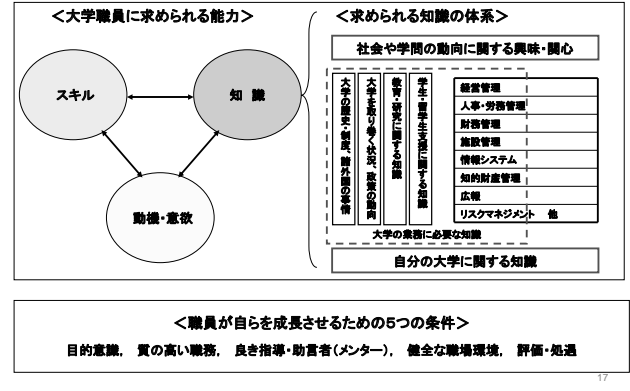 ＜大学職員に求められる能力＞
スキル
知　識
動機・意欲
＜求められる知識の体系＞
社会や学問の動向に関する興味・関心
大学の歴史・制度、諸外国の事情
大学を取り巻く状況、政策の動向
教育・研究に関する知識
学生・留学生支援に関する知識
経営管理
人事・労務管理
財務管理
施設管理
情報システム
知的財産管理
広報
リスクマネジメント　他
大学の業務に必要な知識
自分の大学に関する知識
＜職員が自らを成長させるための5つの条件＞
目的意識,　質の高い職務,　良き指導・助言者（メンター）,　健全な職場環境,　評価・処遇
17